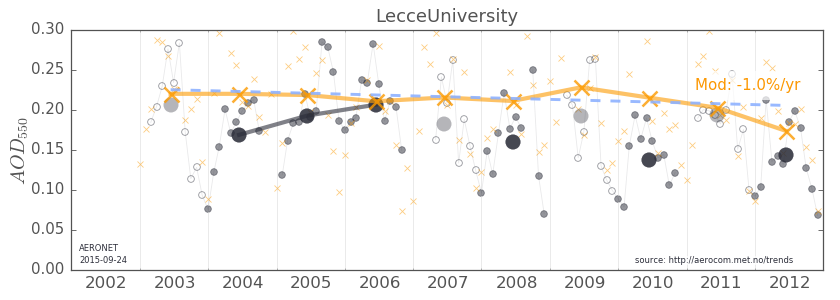 LecceUniversity
0.30
0.25
0.20
0.15
0.10
0.05
0.00
AOD550
Mod: -1.0%/yr
AERONET
2015-09-24
source: http://aerocom.met.no/trends
2002 2003 2004 2005 2006 2007 2008 2009 2010 2011 2012